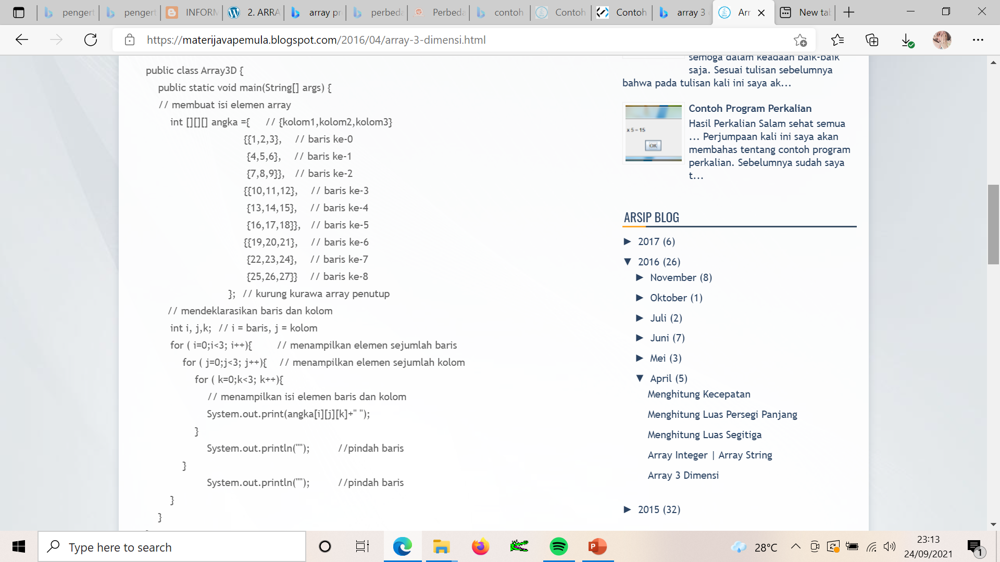 pengert
pengert
INFORM
2. ARRA
array pr
perbeda
Perbeda
contoh
Contoh
Contoh
array 3
Arr
New tab
https://materijavapemula.blogspot.com/2016/04/array-3-dimensi.html
public class Array3D {
public static void main(String[] args) {
// membuat isi elemen array
int [][][] angka ={ // {kolom1,kolom2,kolom3}
{{1,2,3}, // baris ke-0
{4,5,6}, // baris ke-1
{7,8,9}}, // baris ke-2
{{10,11,12}, // baris ke-3
{13,14,15}, // baris ke-4
{16,17,18}}, // baris ke-5
{{19,20,21}, // baris ke-6
{22,23,24}, // baris ke-7
{25,26,27}} // baris ke-8
}; // kurung kurawa array penutup
// mendeklarasikan baris dan kolom
int i, j,k; // i = baris, j = kolom
for ( i=0;i<3; i++){ // menampilkan elemen sejumlah baris
for ( j=0;j<3; j++){ // menampilkan elemen sejumlah kolom
for ( k=0;k<3; k++){
// menampilkan isi elemen baris dan kolom
System.out.print(angka[i][j][k]+" ");
}
System.out.println(""); //pindah baris
}
System.out.println(""); //pindah baris
}
}
semoga dalam keadaan baik-baik
saja. Sesuai tulisan sebelumnya
bahwa pada tulisan kali ini saya ak...
x 5 = 15
OK
Contoh Program Perkalian
Hasil Perkalian Salam sehat semua
... Perjumpaan kali ini saya akan
membahas tentang contoh program
perkalian. Sebelumnya sudah saya
t...
ARSIP BLOG
► 2017 (6)
▼ 2016 (26)
► November (8)
► Oktober (1)
► Juli (2)
► Juni (7)
► Mei (3)
▼ April (5)
Menghitung Kecepatan
Menghitung Luas Persegi Panjang
Menghitung Luas Segitiga
Array Integer | Array String
Array 3 Dimensi
► 2015 (32)
Type here to search
28°C
23:13
24/09/2021
1